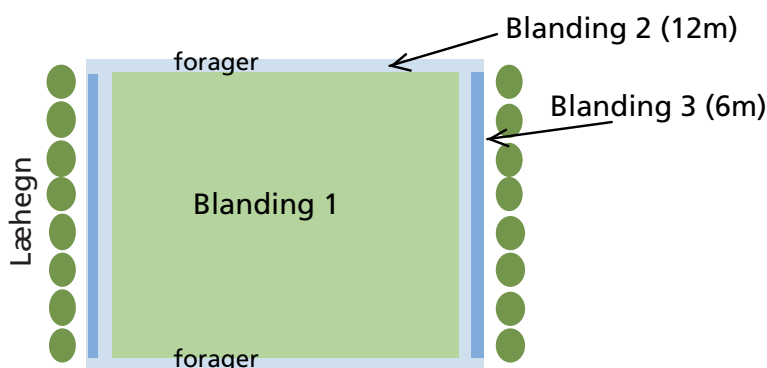 Blanding 2 (12m)
forager
Blanding 3 (6m)
Læhegn
Blanding 1
forager